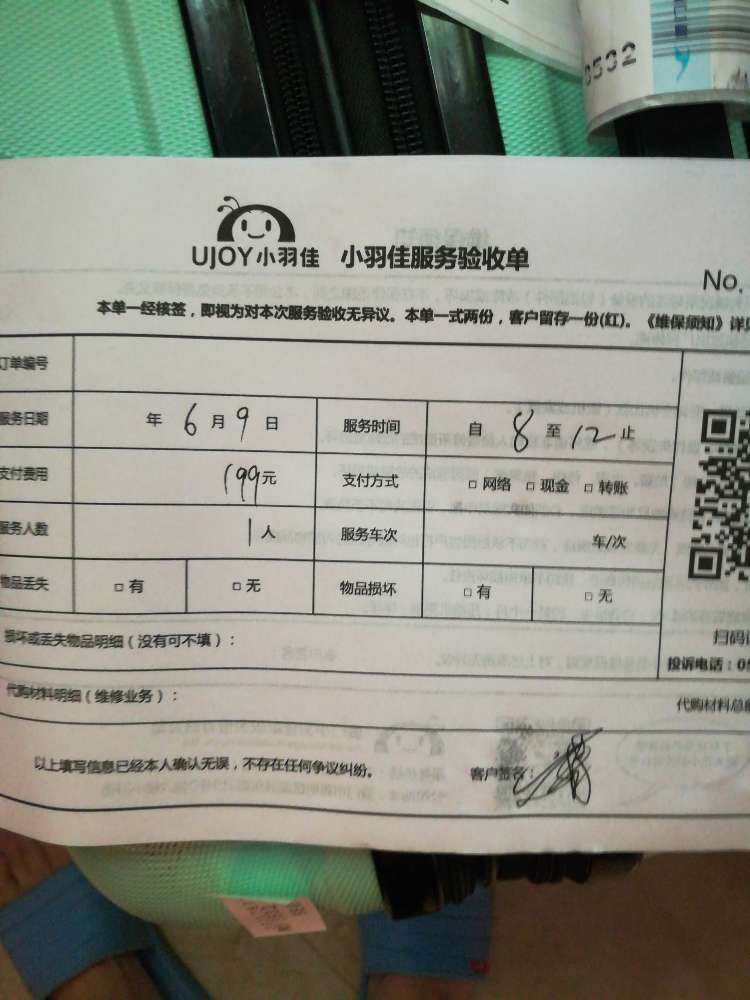 0502
UJOY小羽佳 小羽佳服务验收单
No.
本单一经核签，即视为对本次服务验收无异议。本单一式两份，客户留存一份(红)。《维保须知》详见
订单编号
服务日期 年 6 月 9 日 服务时间 自 8 至 12 止
支付费用 199元 支付方式 □ 网络 □ 现金 □ 转账
服务人数 1人 服务车次 车/次
物品丢失 □ 有 □ 无 物品损坏 □ 有 □ 无
损坏或丢失物品明细（没有可不填）：
扫码
投诉电话：05
代购材料明细（维修业务）：
代购材料总
以上填写信息已经本人确认无误，不存在任何争议纠纷。 客户签名：